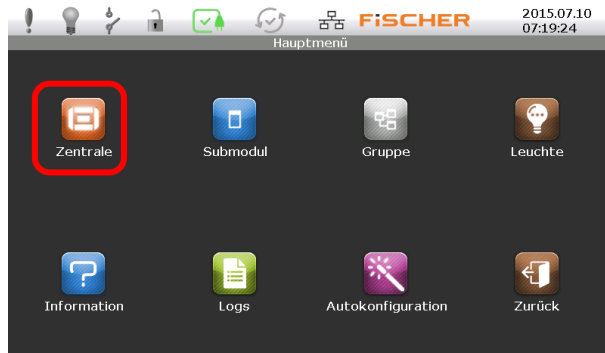 FiSCHER
2015.07.10
07:19:24
Hauptmenü
Zentrale
Submodul
Gruppe
Leuchte
Information
Logs
Autokonfiguration
Zurück